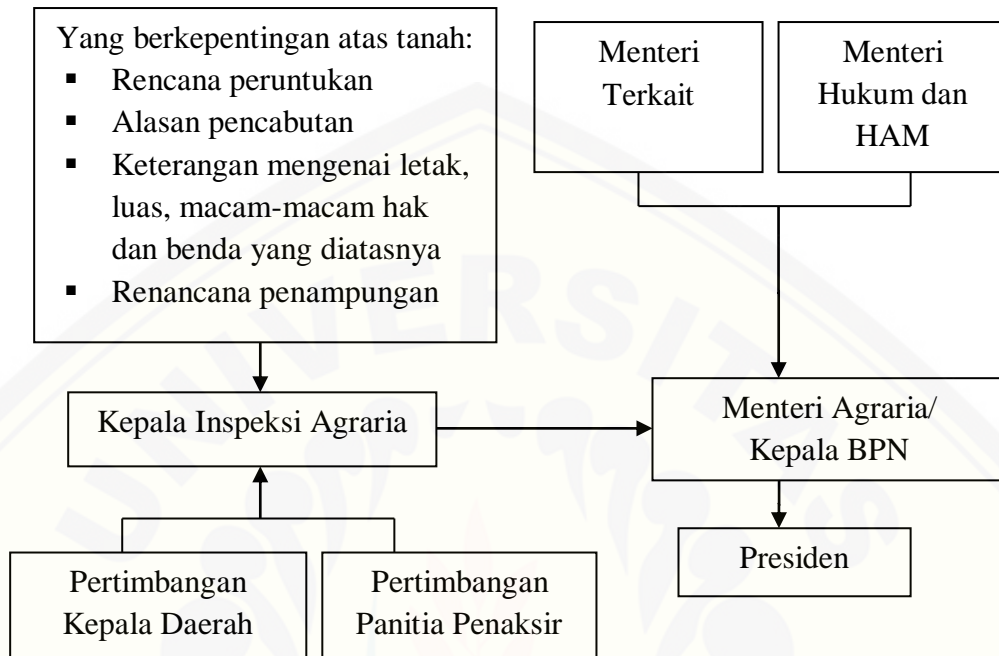 Yang berkepentingan atas tanah:
▪ Rencana peruntukan
▪ Alasan pencabutan
▪ Keterangan mengenai letak,
luas, macam-macam hak
dan benda yang diatasnya
▪ Renancana penampungan
Menteri
Terkait
Menteri
Hukum dan
HAM
Kepala Inspeksi Agraria
Menteri Agraria/
Kepala BPN
Pertimbangan
Kepala Daerah
Pertimbangan
Panitia Penaksir
Presiden
UNIVERSITAS